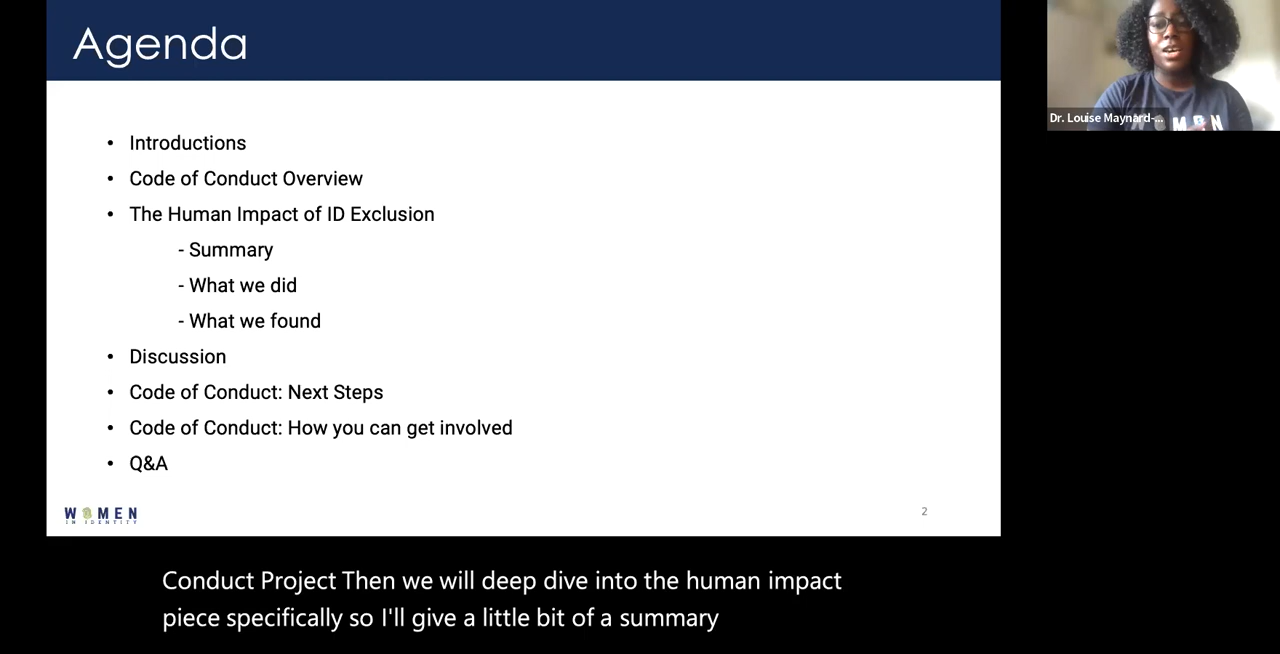 Agenda
• Introductions
• Code of Conduct Overview
• The Human Impact of ID Exclusion
- Summary
- What we did
- What we found
• Discussion
• Code of Conduct: Next Steps
• Code of Conduct: How you can get involved
• Q&A
WOMEN
IN IDENTITY
2
Dr. Louise Maynard-...
Conduct Project Then we will deep dive into the human impact
piece specifically so I'll give a little bit of a summary